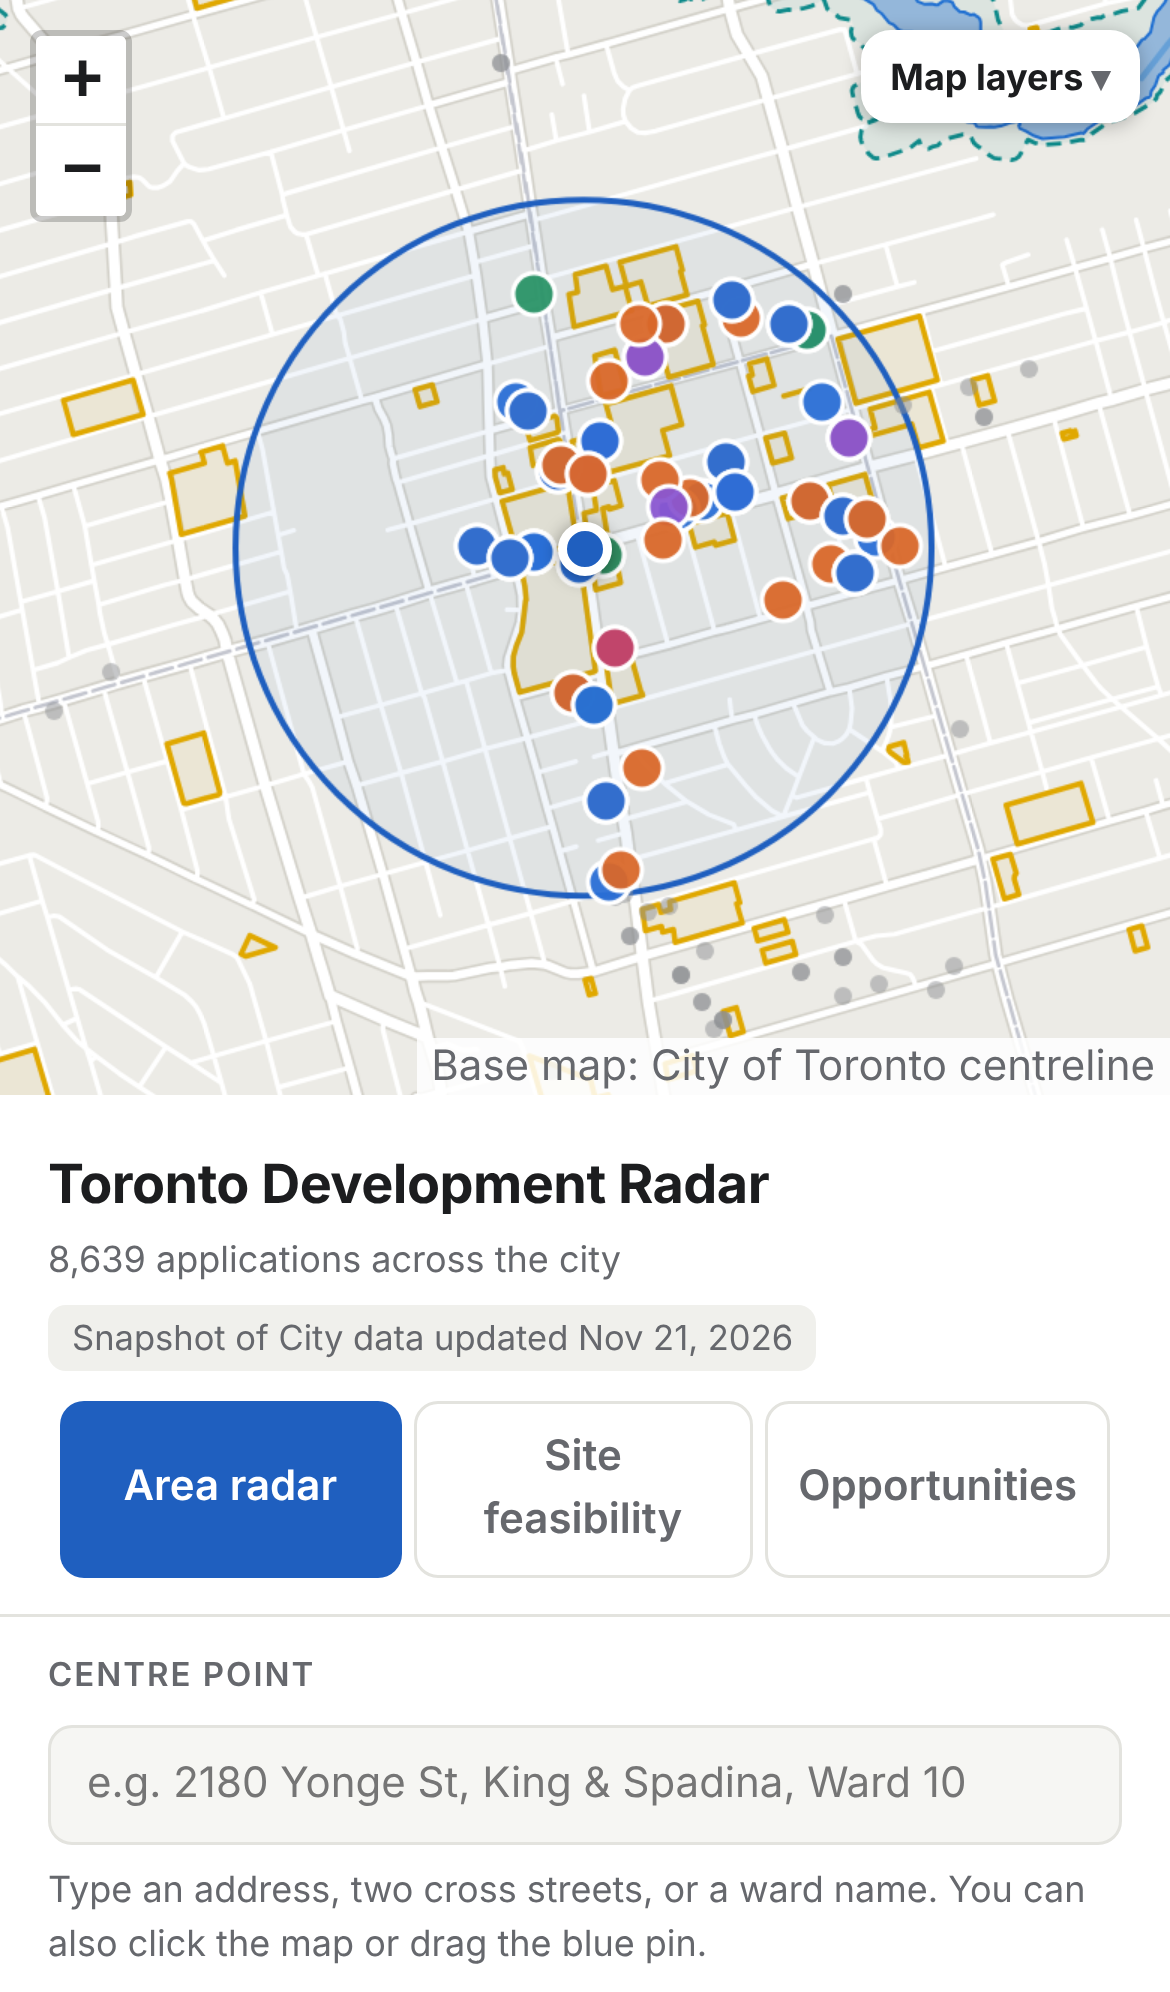 +
−
Map layers ▾
Base map: City of Toronto centreline
Toronto Development Radar
8,639 applications across the city
Snapshot of City data updated Nov 21, 2026
Area radar
Site
feasibility
Opportunities
CENTRE POINT
e.g. 2180 Yonge St, King & Spadina, Ward 10
Type an address, two cross streets, or a ward name. You can
also click the map or drag the blue pin.